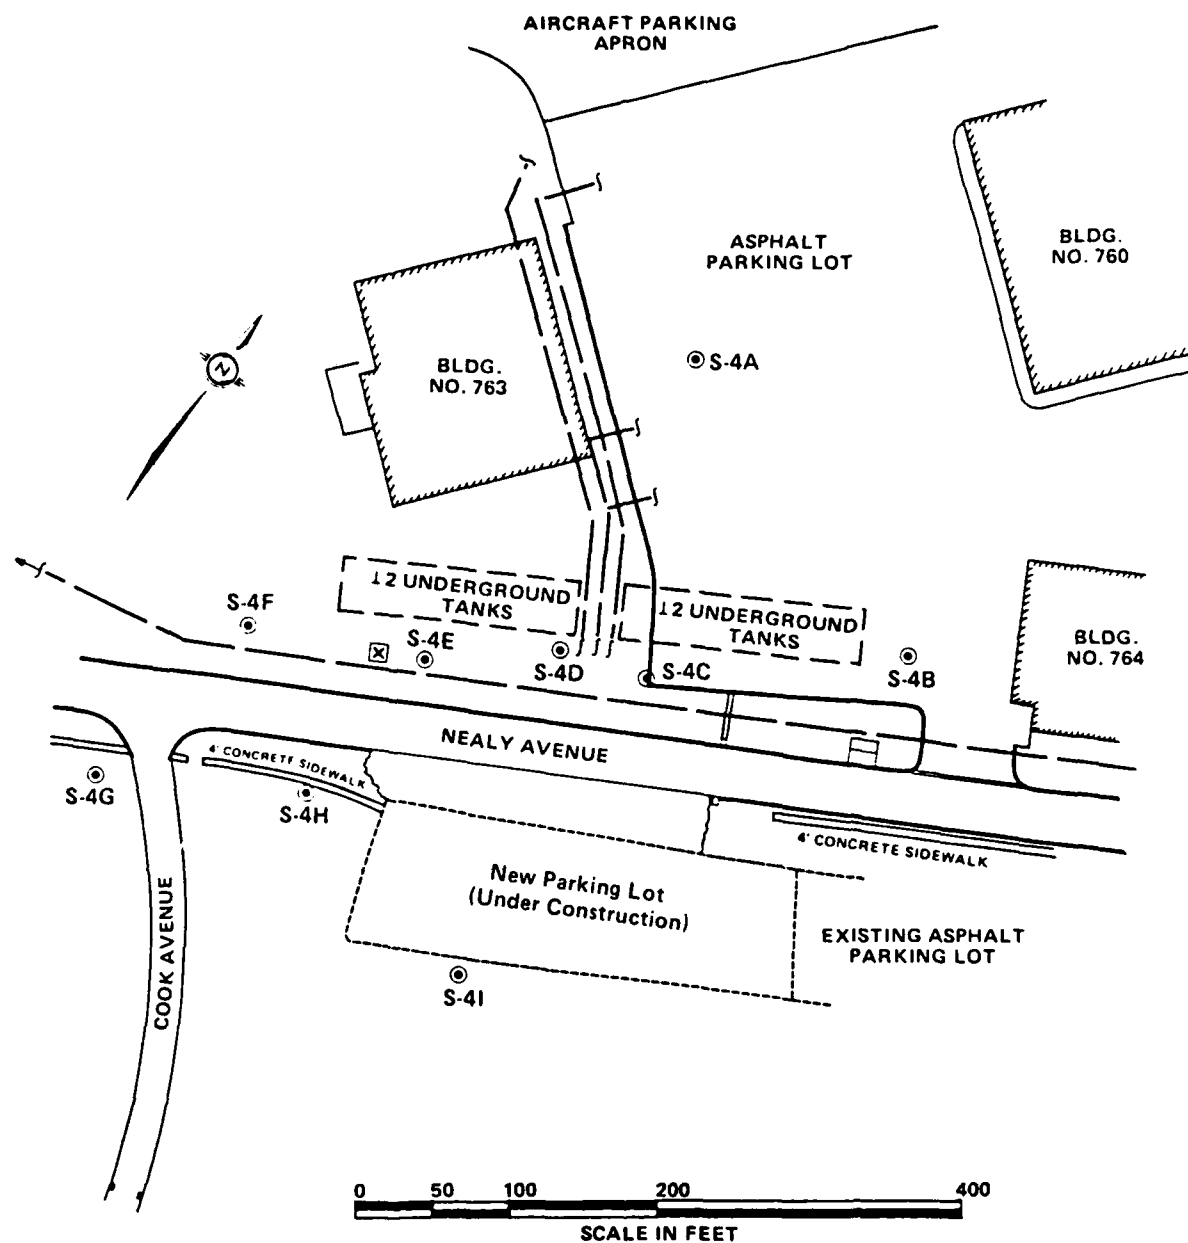 AIRCRAFT PARKING
APRON
ASPHALT
PARKING LOT
BLDG.
NO. 760
BLDG.
NO. 763
S-4A
N
12 UNDERGROUND
TANKS
12 UNDERGROUND
TANKS
S-4F
S-4E
S-4D
S-4C
S-4B
BLDG.
NO. 764
NEALY AVENUE
4' CONCRETE SIDEWALK
S-4G
S-4H
4' CONCRETE SIDEWALK
New Parking Lot
(Under Construction)
EXISTING ASPHALT
PARKING LOT
COOK AVENUE
S-4I
0 50 100 200 400
SCALE IN FEET